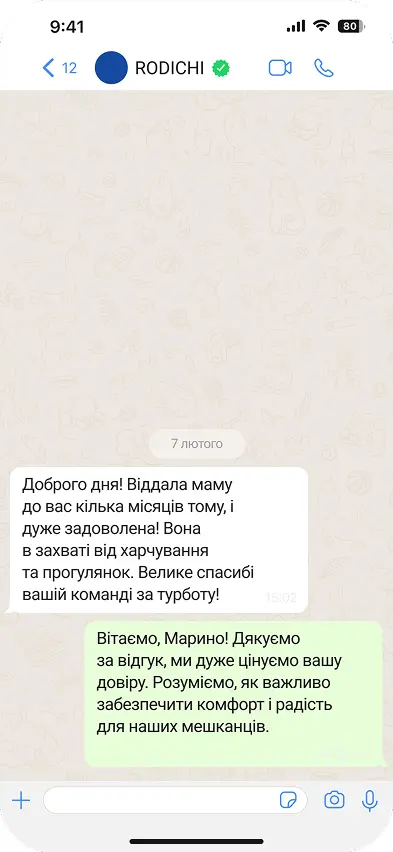 9:41
80
12
RODICHI
7 лютого
Доброго дня! Віддала маму
до вас кілька місяців тому, і
дуже задоволена! Вона
в захваті від харчування
та прогулянок. Велике спасибі
вашій команді за турботу!
15:02
Вітаємо, Марино! Дякуємо
за відгук, ми дуже цінуємо вашу
довіру. Розуміємо, як важливо
забезпечити комфорт і радість
для наших мешканців.